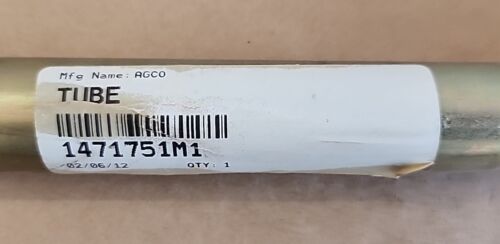 Mfg Name: AGCO
TUBE
1471751M1
-02/06/12 QTY: 1